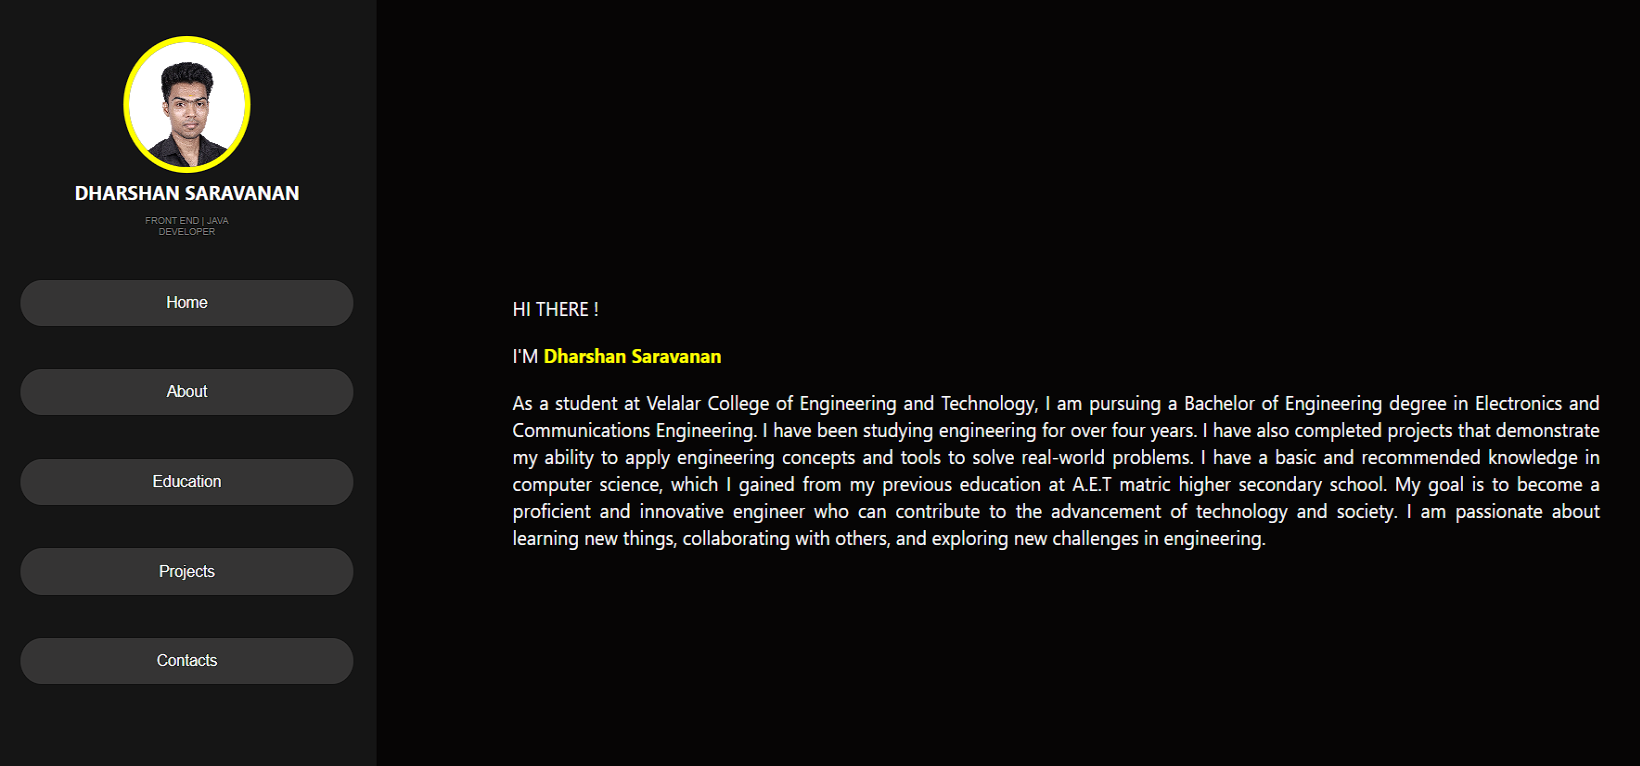 DHARSHAN SARAVANAN
FRONT END | JAVA
DEVELOPER
Home
About
Education
Projects
Contacts
HI THERE !
I'M Dharshan Saravanan
As a student at Velalar College of Engineering and Technology, I am pursuing a Bachelor of Engineering degree in Electronics and
Communications Engineering. I have been studying engineering for over four years. I have also completed projects that demonstrate
my ability to apply engineering concepts and tools to solve real-world problems. I have a basic and recommended knowledge in
computer science, which I gained from my previous education at A.E.T matric higher secondary school. My goal is to become a
proficient and innovative engineer who can contribute to the advancement of technology and society. I am passionate about
learning new things, collaborating with others, and exploring new challenges in engineering.